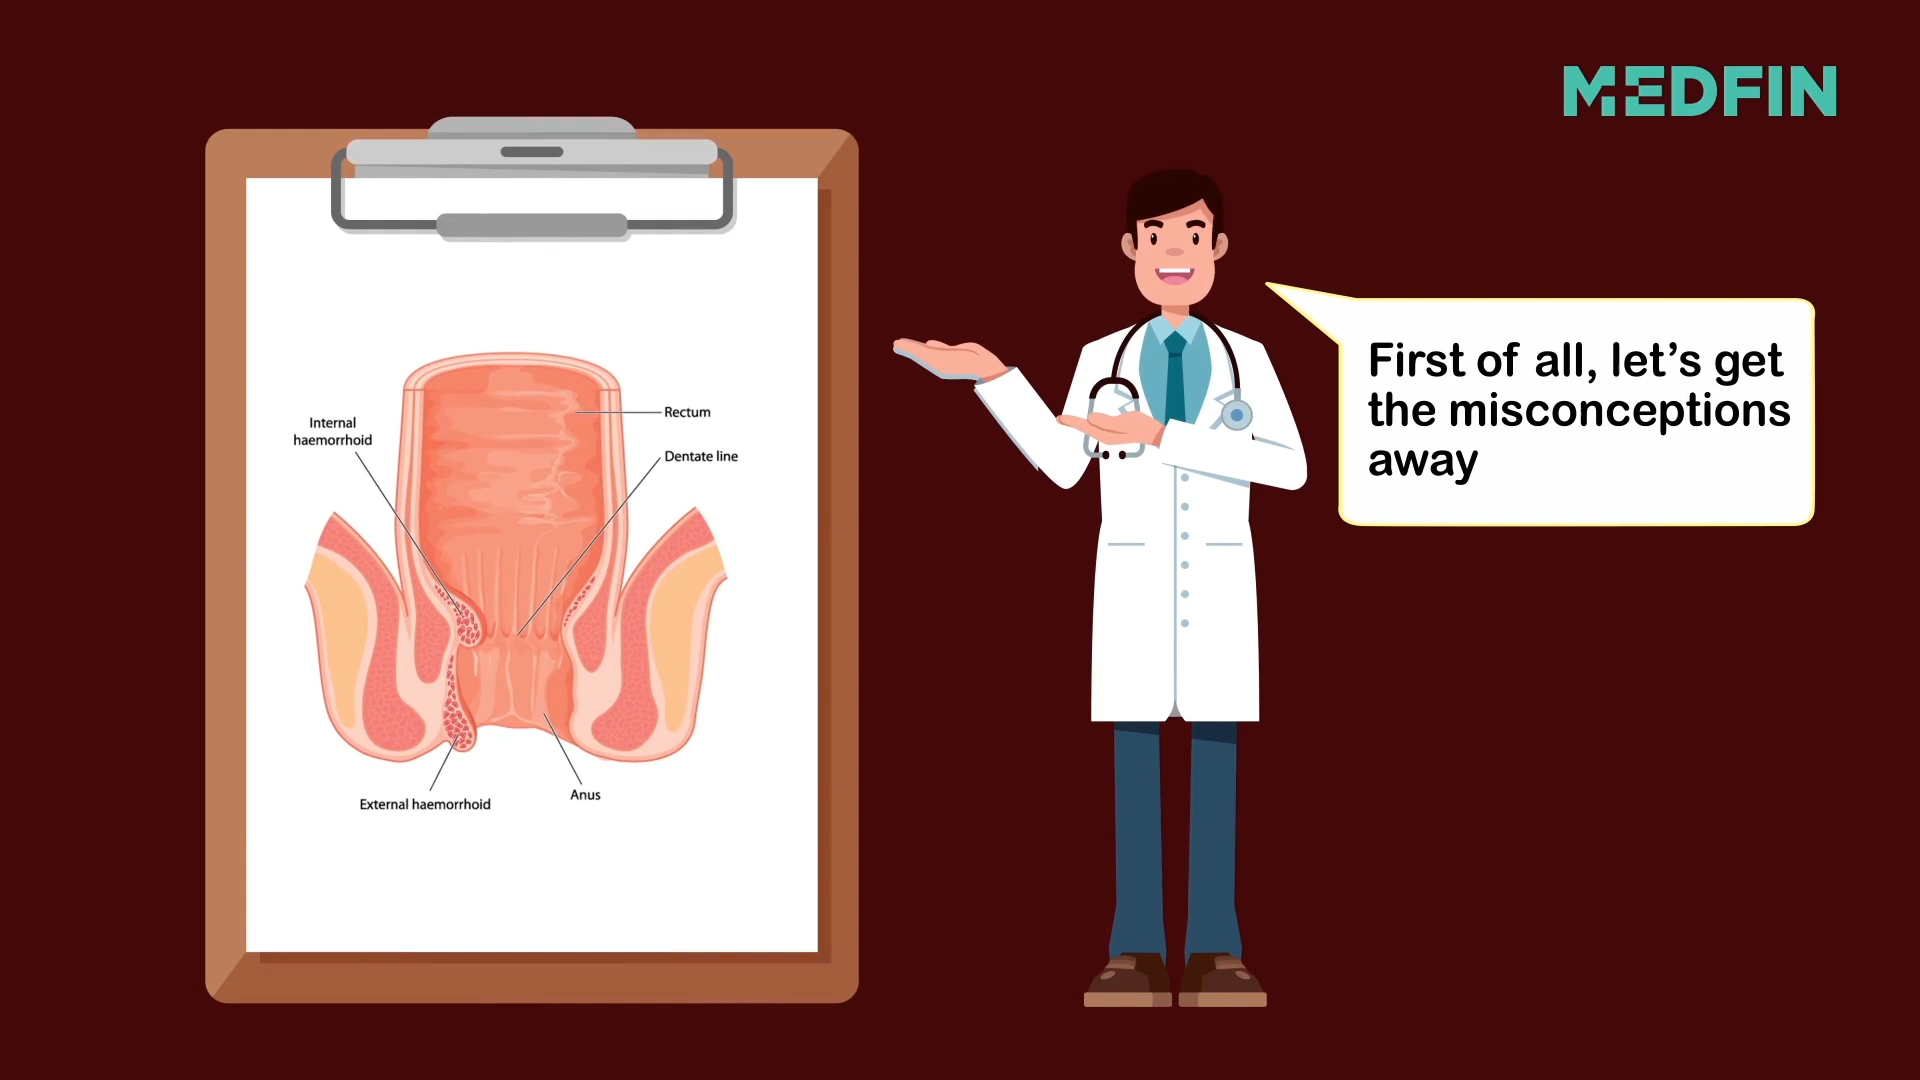 MEDFIN
Internal
haemorrhoid
Rectum
Dentate line
External haemorrhoid
Anus
First of all, let’s get
the misconceptions
away